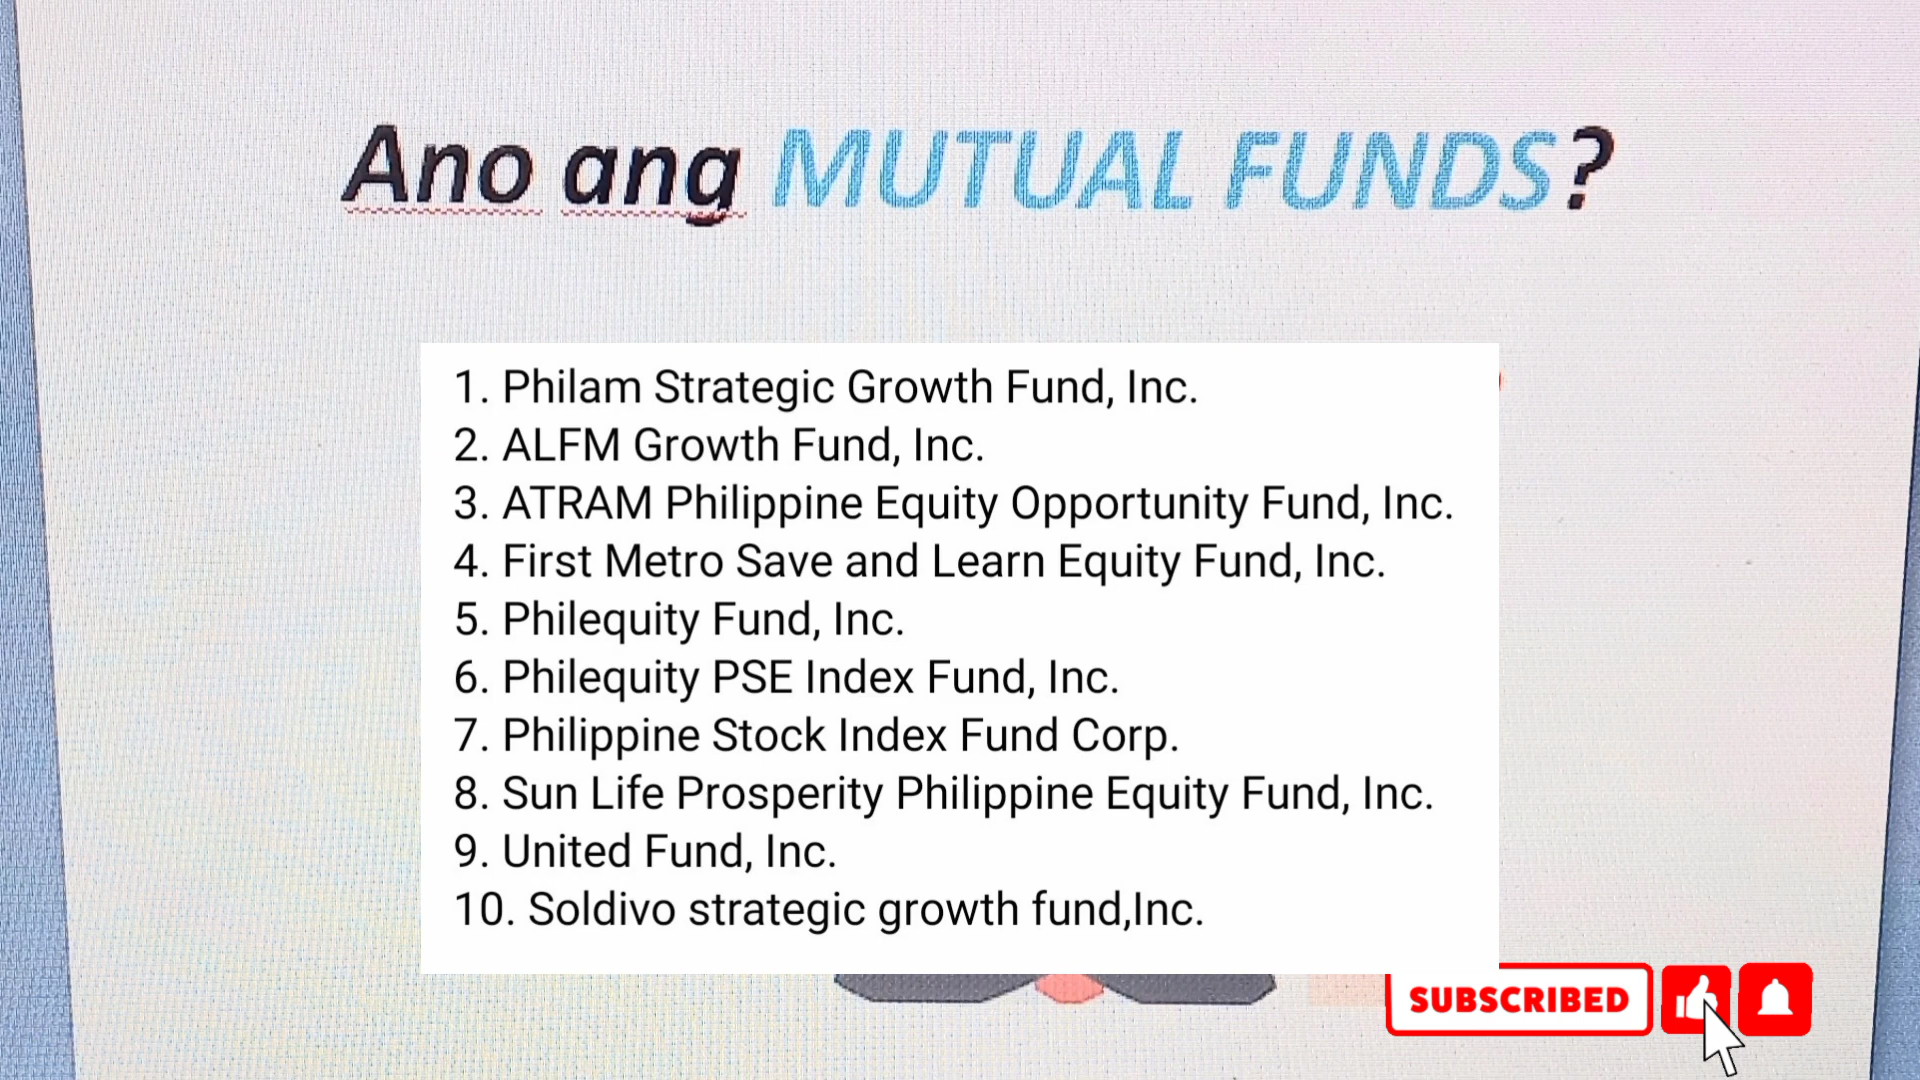 Ano ang MUTUAL FUNDS?
1. Philam Strategic Growth Fund, Inc.
2. ALFM Growth Fund, Inc.
3. ATRAM Philippine Equity Opportunity Fund, Inc.
4. First Metro Save and Learn Equity Fund, Inc.
5. Philequity Fund, Inc.
6. Philequity PSE Index Fund, Inc.
7. Philippine Stock Index Fund Corp.
8. Sun Life Prosperity Philippine Equity Fund, Inc.
9. United Fund, Inc.
10. Soldivo strategic growth fund,Inc.
SUBSCRIBED